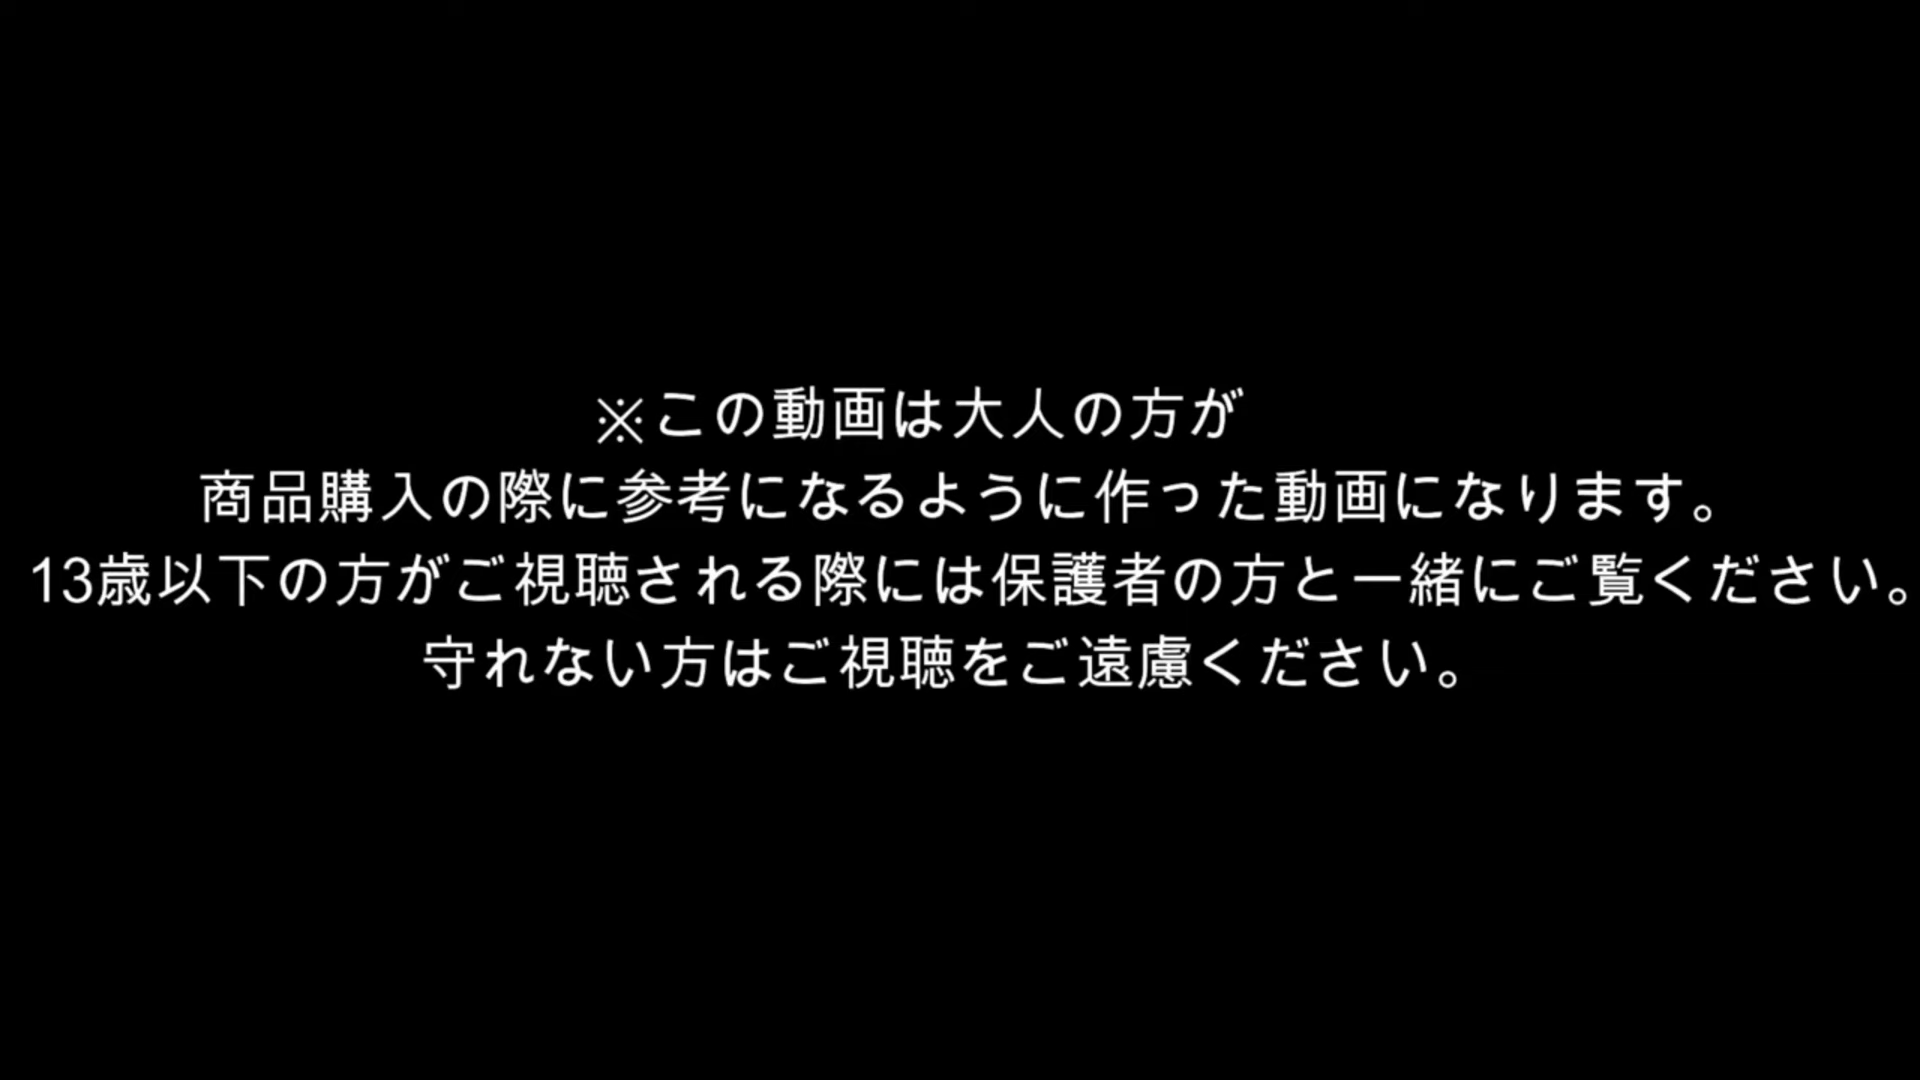 ※この動画は大人の方が
商品購入の際に参考になるように作った動画になります。
13歳以下の方がご視聴される際には保護者の方と一緒にご覧ください。
守れない方はご視聴をご遠慮ください。